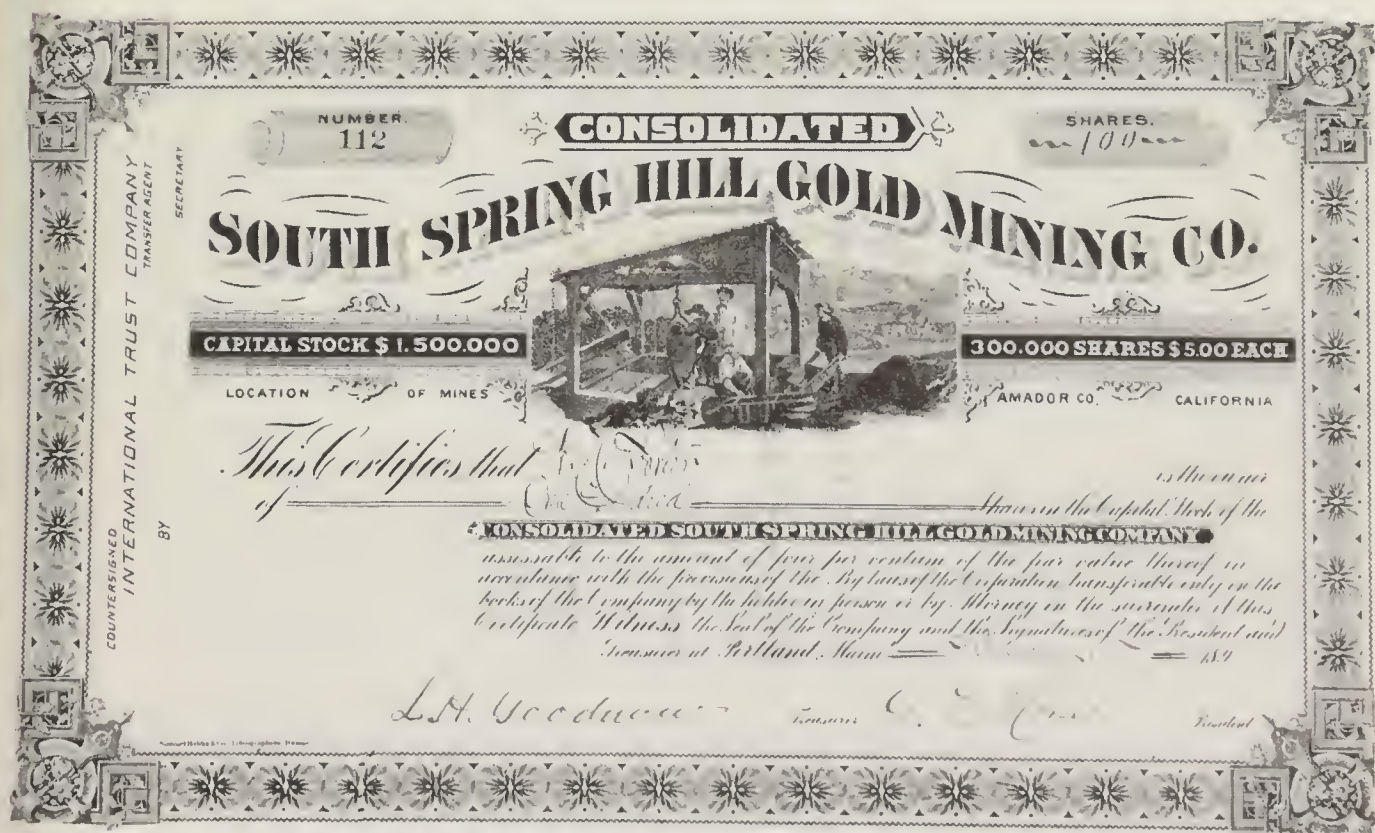 NUMBER.
112
CONSOLIDATED
SHARES.
100
SOUTH SPRING HILL GOLD MINING CO.
CAPITAL STOCK $ 1.500.000
300.000 SHARES $ 5.00 EACH
LOCATION OF MINES
AMADOR CO. CALIFORNIA
This Certifies that
is the owner
of Shares in the Capital Stock of the
CONSOLIDATED SOUTH SPRING HILL GOLD MINING COMPANY
assessable to the amount of four per centum of the par value thereof in
accordance with the provisions of the By laws of the Corporation transferable only on the
books of the Company by the holder in person or by Attorney on the surrender of this
Certificate Witness the Seal of the Company and the Signatures of the President and
Treasurer at Portland, Maine 189
L. H. Goodnow Treasurer
President
COUNTERSIGNED
INTERNATIONAL TRUST COMPANY
TRANSFER AGENT
BY
SECRETARY